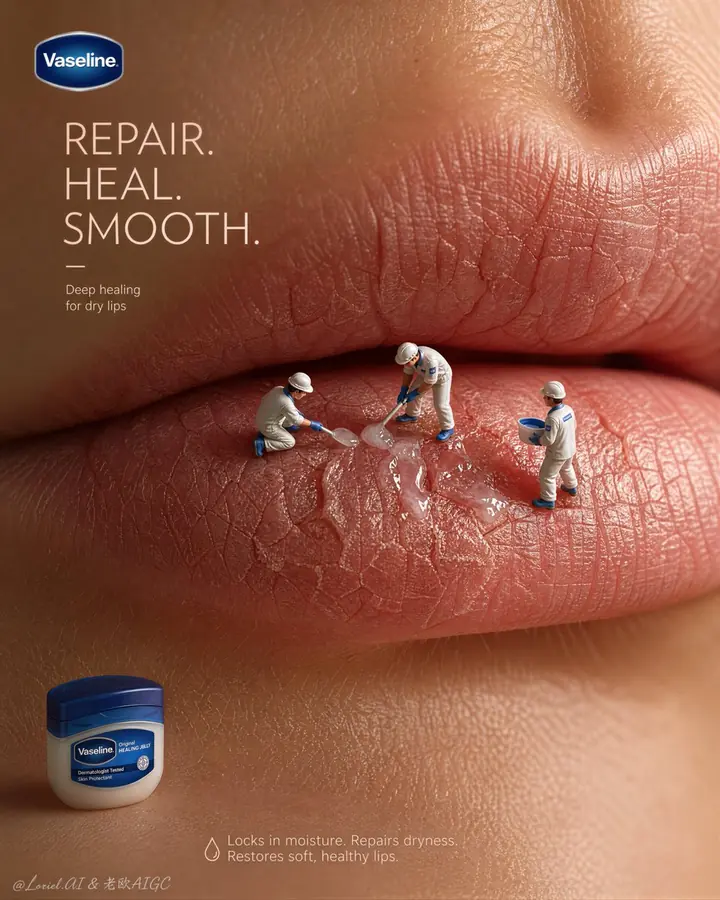 Vaseline.
REPAIR.
HEAL.
SMOOTH.
Deep healing
for dry lips
Vaseline.
Original
HEALING JELLY
Dermatologist Tested
Skin Protectant
Locks in moisture. Repairs dryness.
Restores soft, healthy lips.
@Loviel.AI & 老欧AIGC